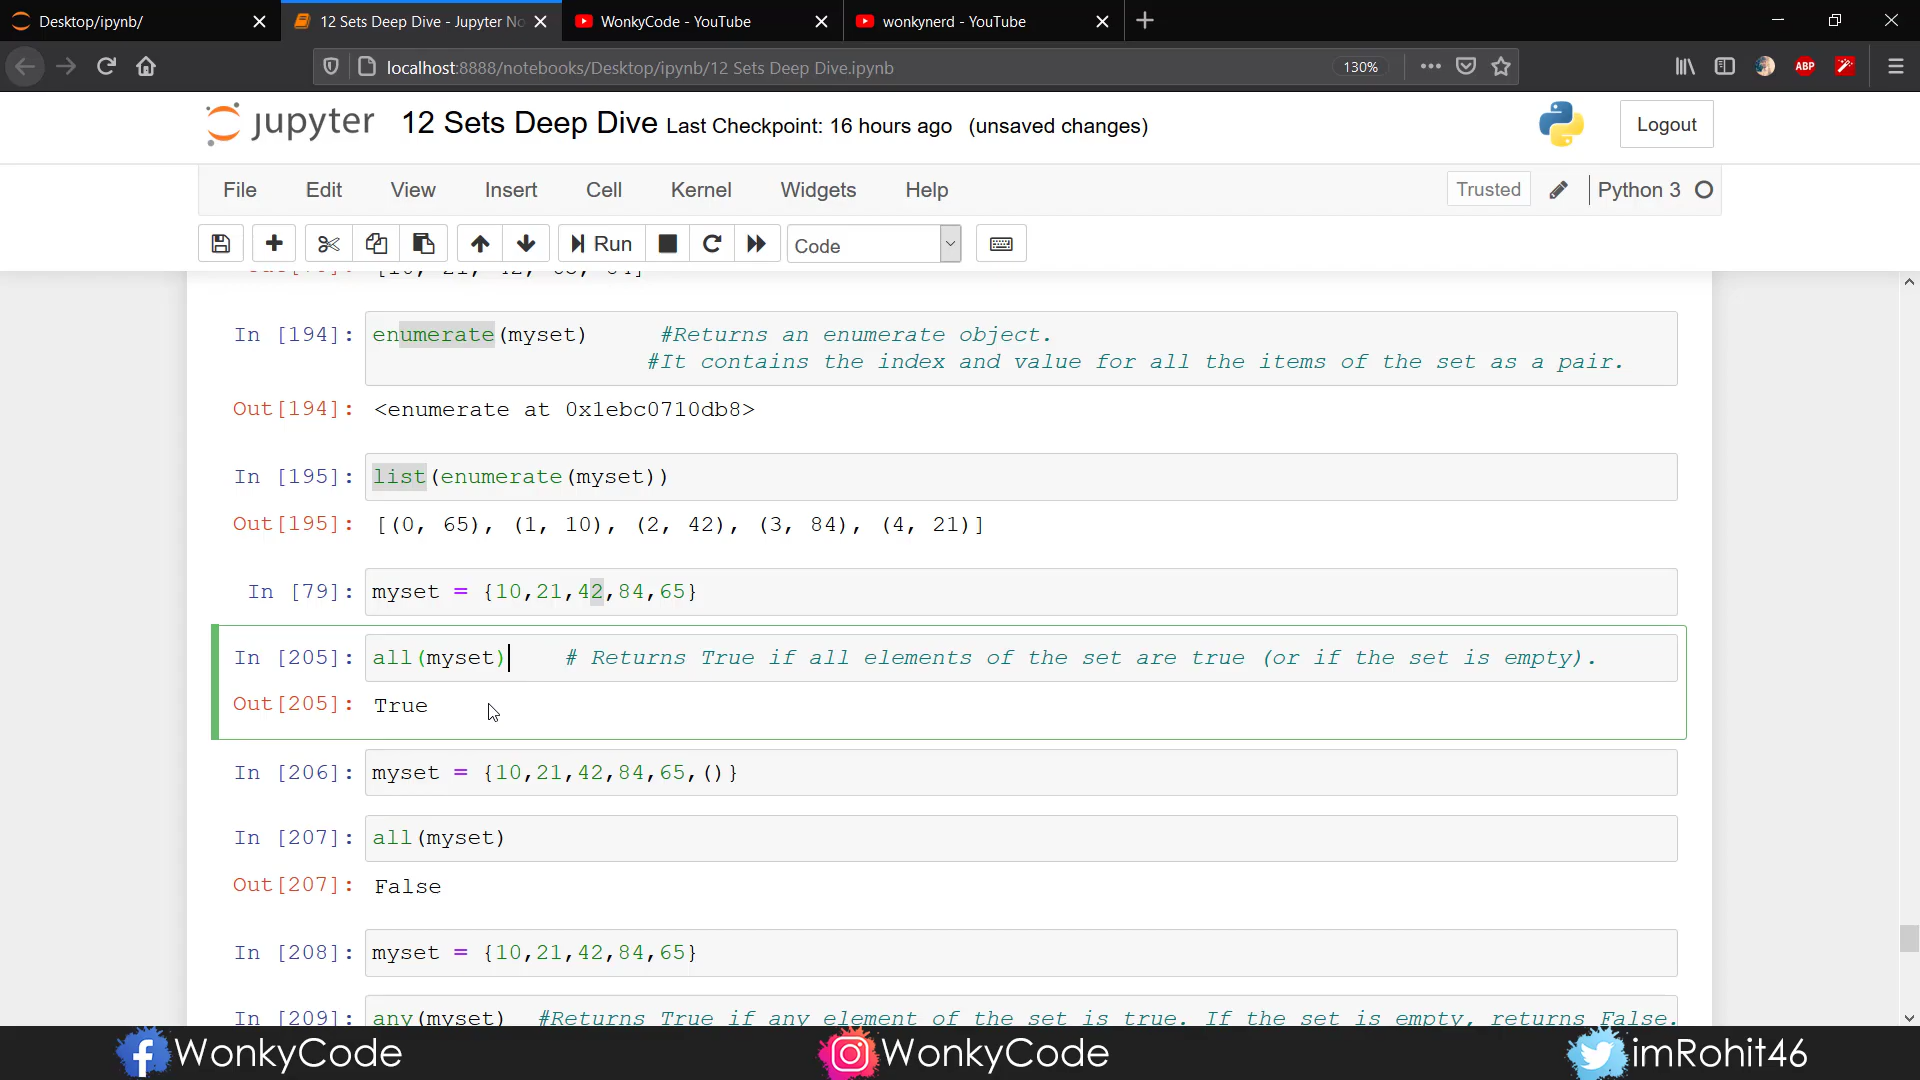 Desktop/ipynb/
12 Sets Deep Dive - Jupyter No
WonkyCode - YouTube
wonkynerd - YouTube
localhost:8888/notebooks/Desktop/ipynb/12 Sets Deep Dive.ipynb
130%
ABP
jupyter
12 Sets Deep Dive Last Checkpoint: 16 hours ago (unsaved changes)
Logout
File Edit View Insert Cell Kernel Widgets Help
Trusted
Python 3
Run
Code
In [194]: enumerate(myset) #Returns an enumerate object.
#It contains the index and value for all the items of the set as a pair.
Out[194]: <enumerate at 0x1ebc0710db8>
In [195]: list(enumerate(myset))
Out[195]: [(0, 65), (1, 10), (2, 42), (3, 84), (4, 21)]
In [79]: myset = {10,21,42,84,65}
In [205]: all(myset) # Returns True if all elements of the set are true (or if the set is empty).
Out[205]: True
In [206]: myset = {10,21,42,84,65,()}
In [207]: all(myset)
Out[207]: False
In [208]: myset = {10,21,42,84,65}
In [209]: any(myset) #Returns True if any element of the set is true. If the set is empty, returns False.
WonkyCode
WonkyCode
imRohit46